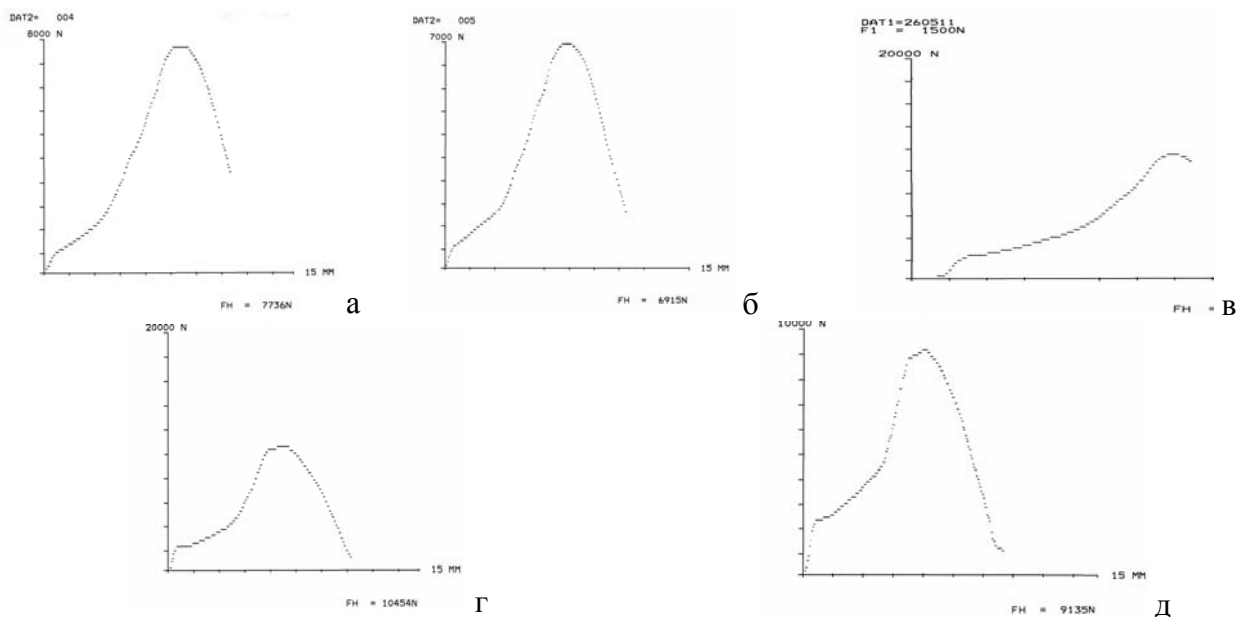 DAT2= 004
8000 N
15 MM
FH = 7736N
а
DAT2= 005
7000 N
15 MM
FH = 6915N
б
DAT1=260511
F1 = 1500N
20000 N
FH =
в
20000 N
15 MM
FH = 10454N
г
10000 N
15 MM
FH = 9135N
д